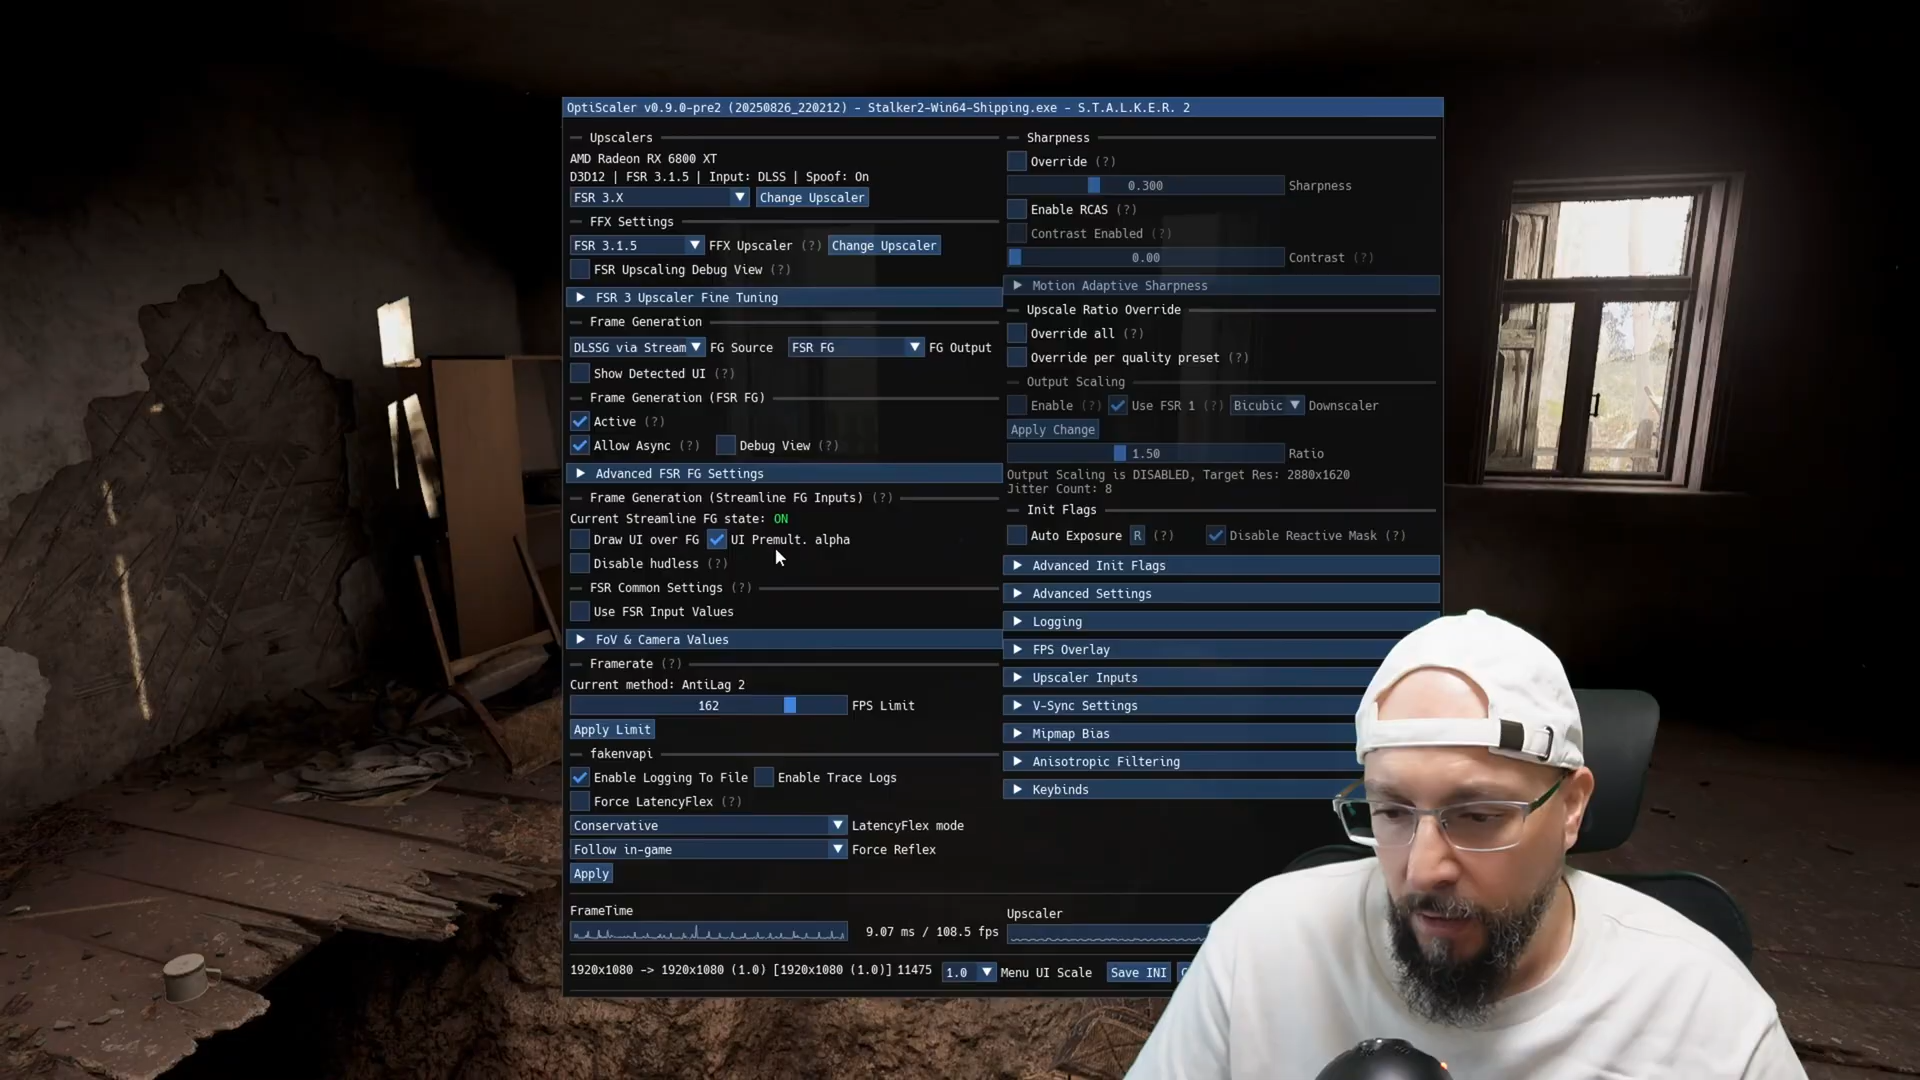 OptiScaler v0.9.0-pre2 (20250826_220212) - Stalker2-Win64-Shipping.exe - S.T.A.L.K.E.R. 2
Upscalers
AMD Radeon RX 6800 XT
D3D12 | FSR 3.1.5 | Input: DLSS | Spoof: On
FSR 3.X Change Upscaler
FFX Settings
FSR 3.1.5 FFX Upscaler (?) Change Upscaler
FSR Upscaling Debug View (?)
FSR 3 Upscaler Fine Tuning
Frame Generation
DLSSG via Stream FG Source FSR FG FG Output
Show Detected UI (?)
Frame Generation (FSR FG)
Active (?)
Allow Async (?) Debug View (?)
Advanced FSR FG Settings
Frame Generation (Streamline FG Inputs) (?)
Current Streamline FG state: ON
Draw UI over FG UI Premult. alpha
Disable hudless (?)
FSR Common Settings (?)
Use FSR Input Values
FoV & Camera Values
Framerate (?)
Current method: AntiLag 2
162 FPS Limit
Apply Limit
fakenvapi
Enable Logging To File Enable Trace Logs
Force LatencyFlex (?)
Conservative LatencyFlex mode
Follow in-game Force Reflex
Apply
Sharpness
Override (?)
0.300 Sharpness
Enable RCAS (?)
Contrast Enabled (?)
0.00 Contrast (?)
Motion Adaptive Sharpness
Upscale Ratio Override
Override all (?)
Override per quality preset (?)
Output Scaling
Enable (?) Use FSR 1 (?) Bicubic Downscaler
Apply Change
1.50 Ratio
Output Scaling is DISABLED, Target Res: 2880x1620
Jitter Count: 8
Init Flags
Auto Exposure R (?) Disable Reactive Mask (?)
Advanced Init Flags
Advanced Settings
Logging
FPS Overlay
Upscaler Inputs
V-Sync Settings
Mipmap Bias
Anisotropic Filtering
Keybinds
FrameTime
9.07 ms / 108.5 fps
Upscaler
1920x1080 -> 1920x1080 (1.0) [1920x1080 (1.0)] 11475 1.0 Menu UI Scale Save INI